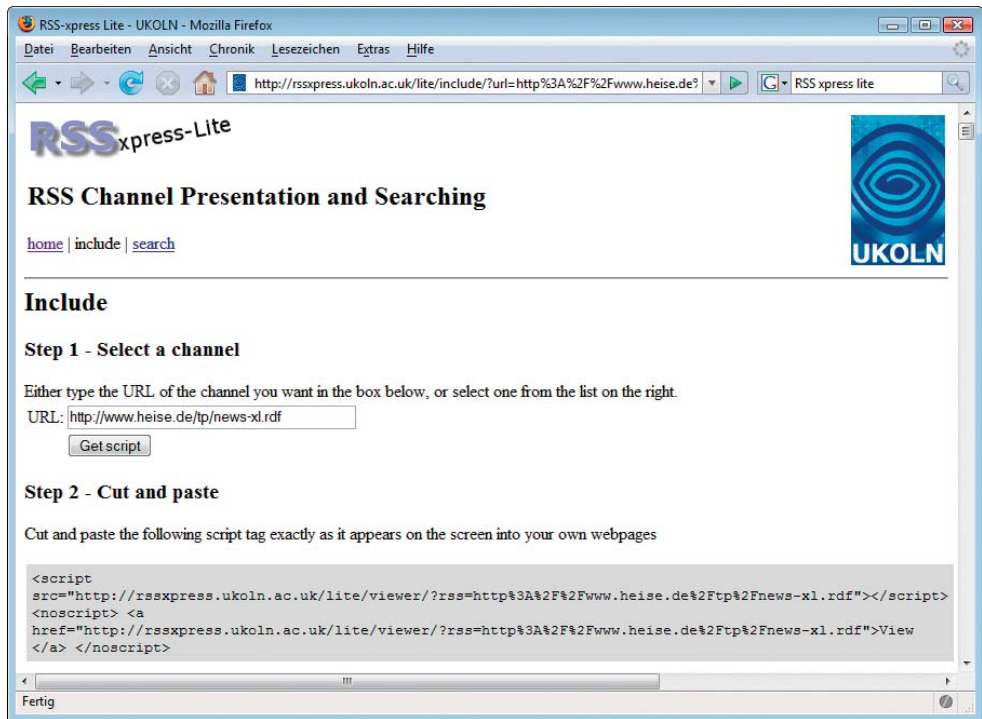 RSS-xpress Lite - UKOLN - Mozilla Firefox
Datei Bearbeiten Ansicht Chronik Lesezeichen Extras Hilfe
http://rssxpress.ukoln.ac.uk/lite/include/?url=http%3A%2F%2Fwww.heise.de% G RSS xpress lite
RSSxpress-Lite
UKOLN
RSS Channel Presentation and Searching
home | include | search
Include
Step 1 - Select a channel
Either type the URL of the channel you want in the box below, or select one from the list on the right.
URL: http://www.heise.de/tp/news-xl.rdf
Get script
Step 2 - Cut and paste
Cut and paste the following script tag exactly as it appears on the screen into your own webpages
<script
src="http://rssxpress.ukoln.ac.uk/lite/viewer/?rss=http%3A%2F%2Fwww.heise.de%2Ftp%2Fnews-xl.rdf"></script>
<noscript> <a
href="http://rssxpress.ukoln.ac.uk/lite/viewer/?rss=http%3A%2F%2Fwww.heise.de%2Ftp%2Fnews-xl.rdf">View
</a> </noscript>
Fertig